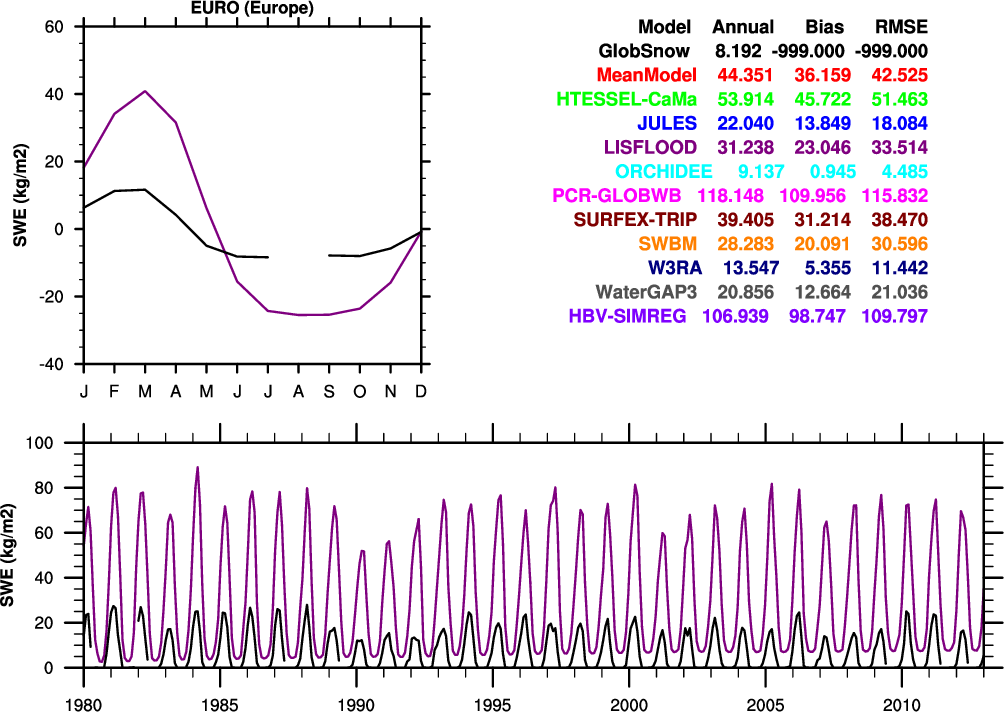 EURO (Europe)
60
40
20
0
-20
-40
SWE (kg/m2)
J F M A M J J A S O N D
Model Annual Bias RMSE
GlobSnow 8.192 -999.000 -999.000
MeanModel 44.351 36.159 42.525
HTESSEL-CaMa 53.914 45.722 51.463
JULES 22.040 13.849 18.084
LISFLOOD 31.238 23.046 33.514
ORCHIDEE 9.137 0.945 4.485
PCR-GLOBWB 118.148 109.956 115.832
SURFEX-TRIP 39.405 31.214 38.470
SWBM 28.283 20.091 30.596
W3RA 13.547 5.355 11.442
WaterGAP3 20.856 12.664 21.036
HBV-SIMREG 106.939 98.747 109.797
100
80
60
40
20
0
SWE (kg/m2)
1980 1985 1990 1995 2000 2005 2010